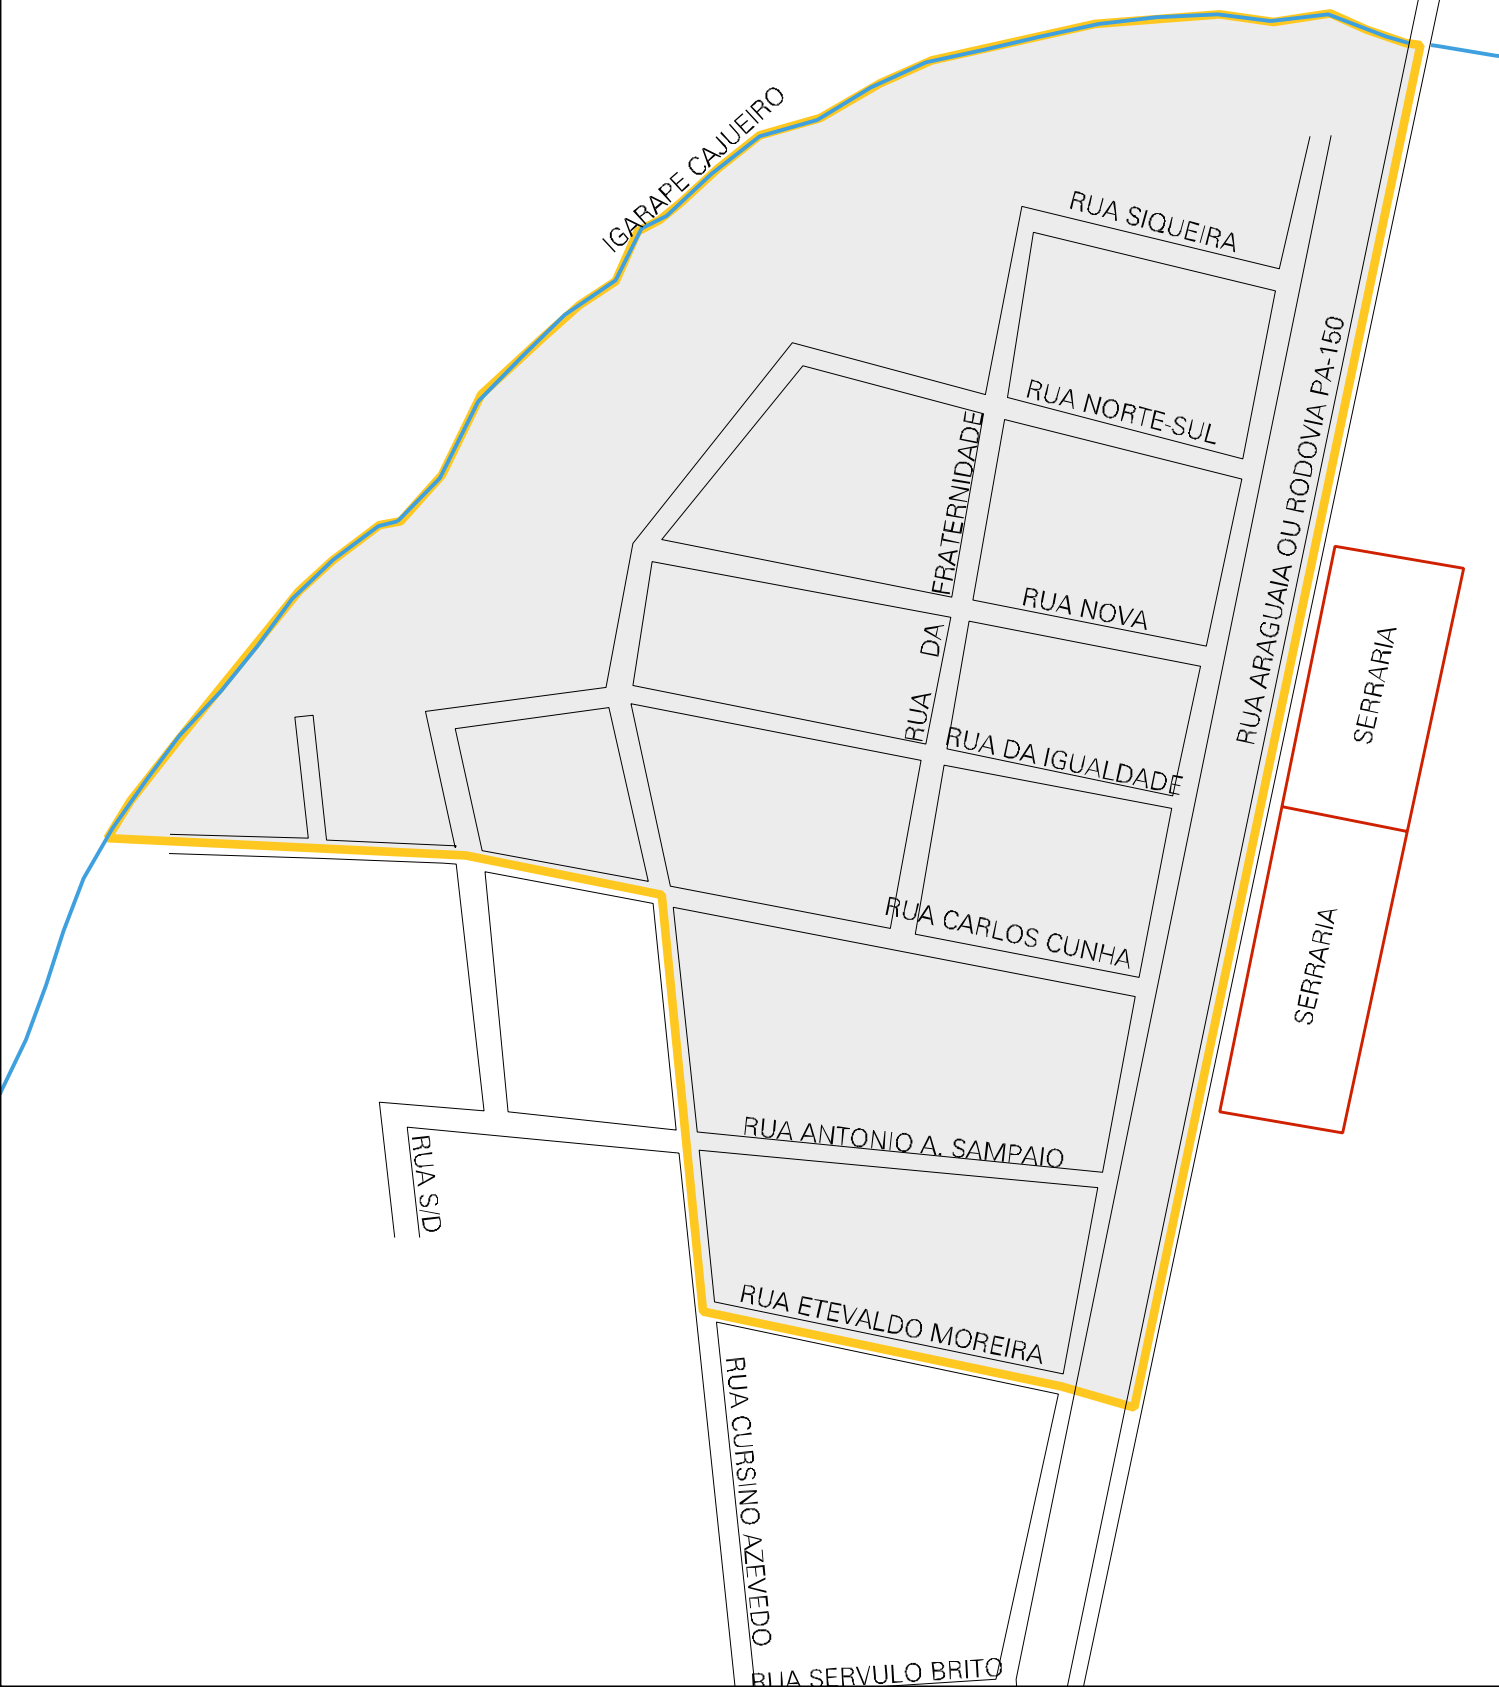 IGARAPE CAJUEIRO
RUA SIQUEIRA
RUA ARAGUAIA OU RODOVIA PA-150
RUA NORTE-SUL
RUA DA FRATERNIDADE
RUA NOVA
SERRARIA
RUA DA IGUALDADE
RUA CARLOS CUNHA
SERRARIA
RUA ANTONIO A. SAMPAIO
RUA S/D
RUA ETEVALDO MOREIRA
RUA CURSINO AZEVEDO
RUA SERVULO BRITO